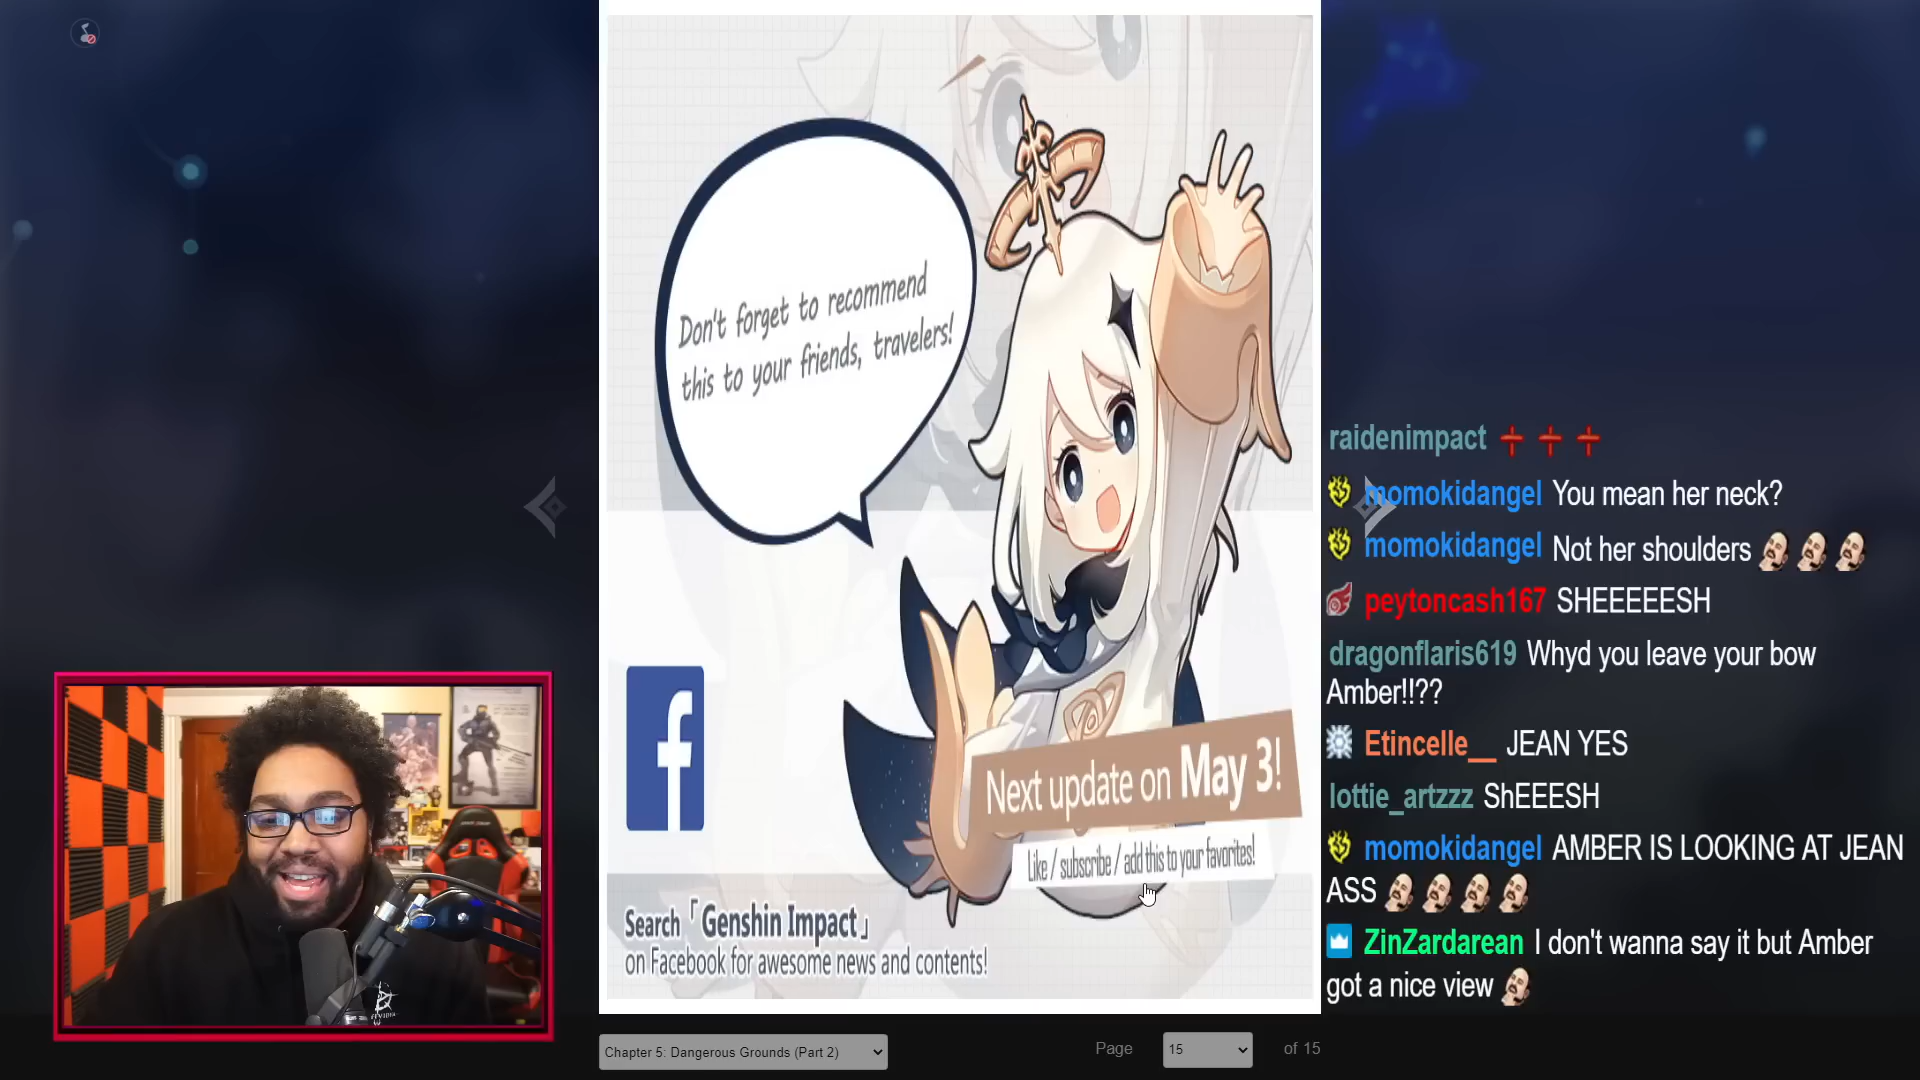 Don't forget to recommend
this to your friends, travelers!
f
Next update on May 3!
Like / subscribe / add this to your favorites!
Search「Genshin Impact」
on Facebook for awesome news and contents!
Chapter 5: Dangerous Grounds (Part 2)
Page 15 of 15
raidenimpact
momokidangel You mean her neck?
momokidangel Not her shoulders
peytoncash167 SHEEEEESH
dragonflaris619 Whyd you leave your bow
Amber!!??
Etincelle__ JEAN YES
lottie_artzzz ShEEESH
momokidangel AMBER IS LOOKING AT JEAN
ASS
ZinZardarean I don't wanna say it but Amber
got a nice view